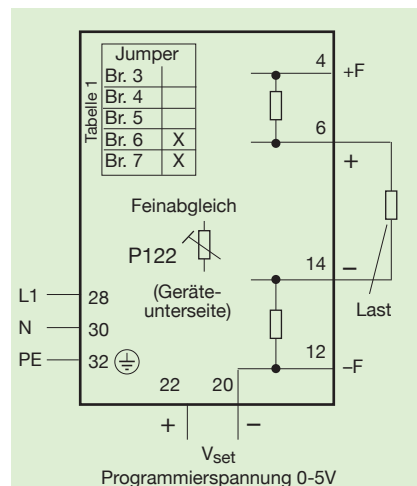 Jumper
Tabelle 1
Br. 3
Br. 4
Br. 5
Br. 6 X
Br. 7 X
4 +F
6
+
Feinabgleich
P122
(Geräte-
unterseite)
14 −
Last
12 −F
L1 28
N 30
PE 32
22 20
+ −
Vset
Programmierspannung 0-5V